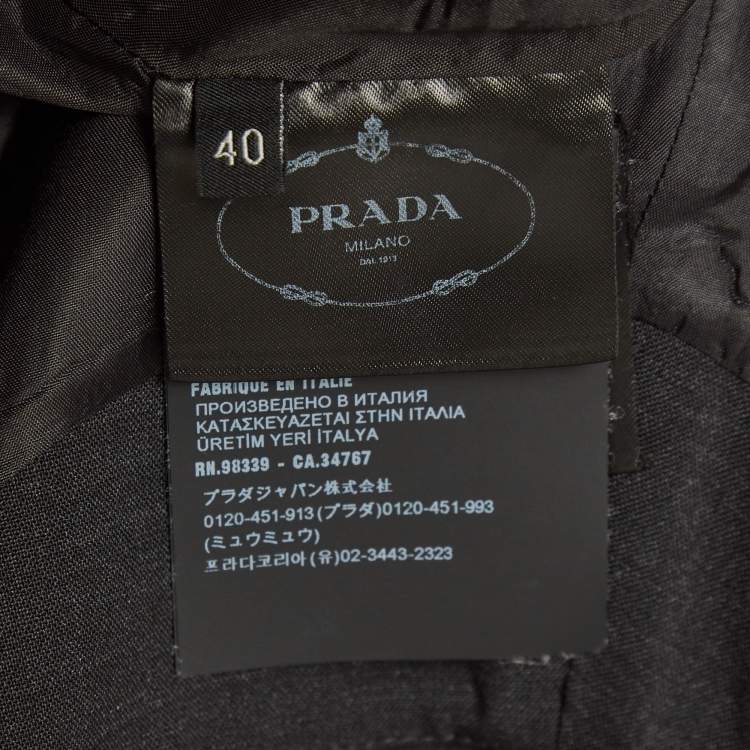 40
PRADA
MILANO
DAL 1913
FABRIQUÉ EN ITALIE
ПРОИЗВЕДЕНО В ИТАЛИЯ
ΚΑΤΑΣΚΕΥΑΖΕΤΑΙ ΣΤΗΝ ΙΤΑΛΙΑ
ÜRETİM YERİ İTALYA
RN.98339 - CA.34767
プラダジャパン株式会社
0120-451-913(プラダ)0120-451-993
(ミュウミュウ)
프라다코리아(유)02-3443-2323